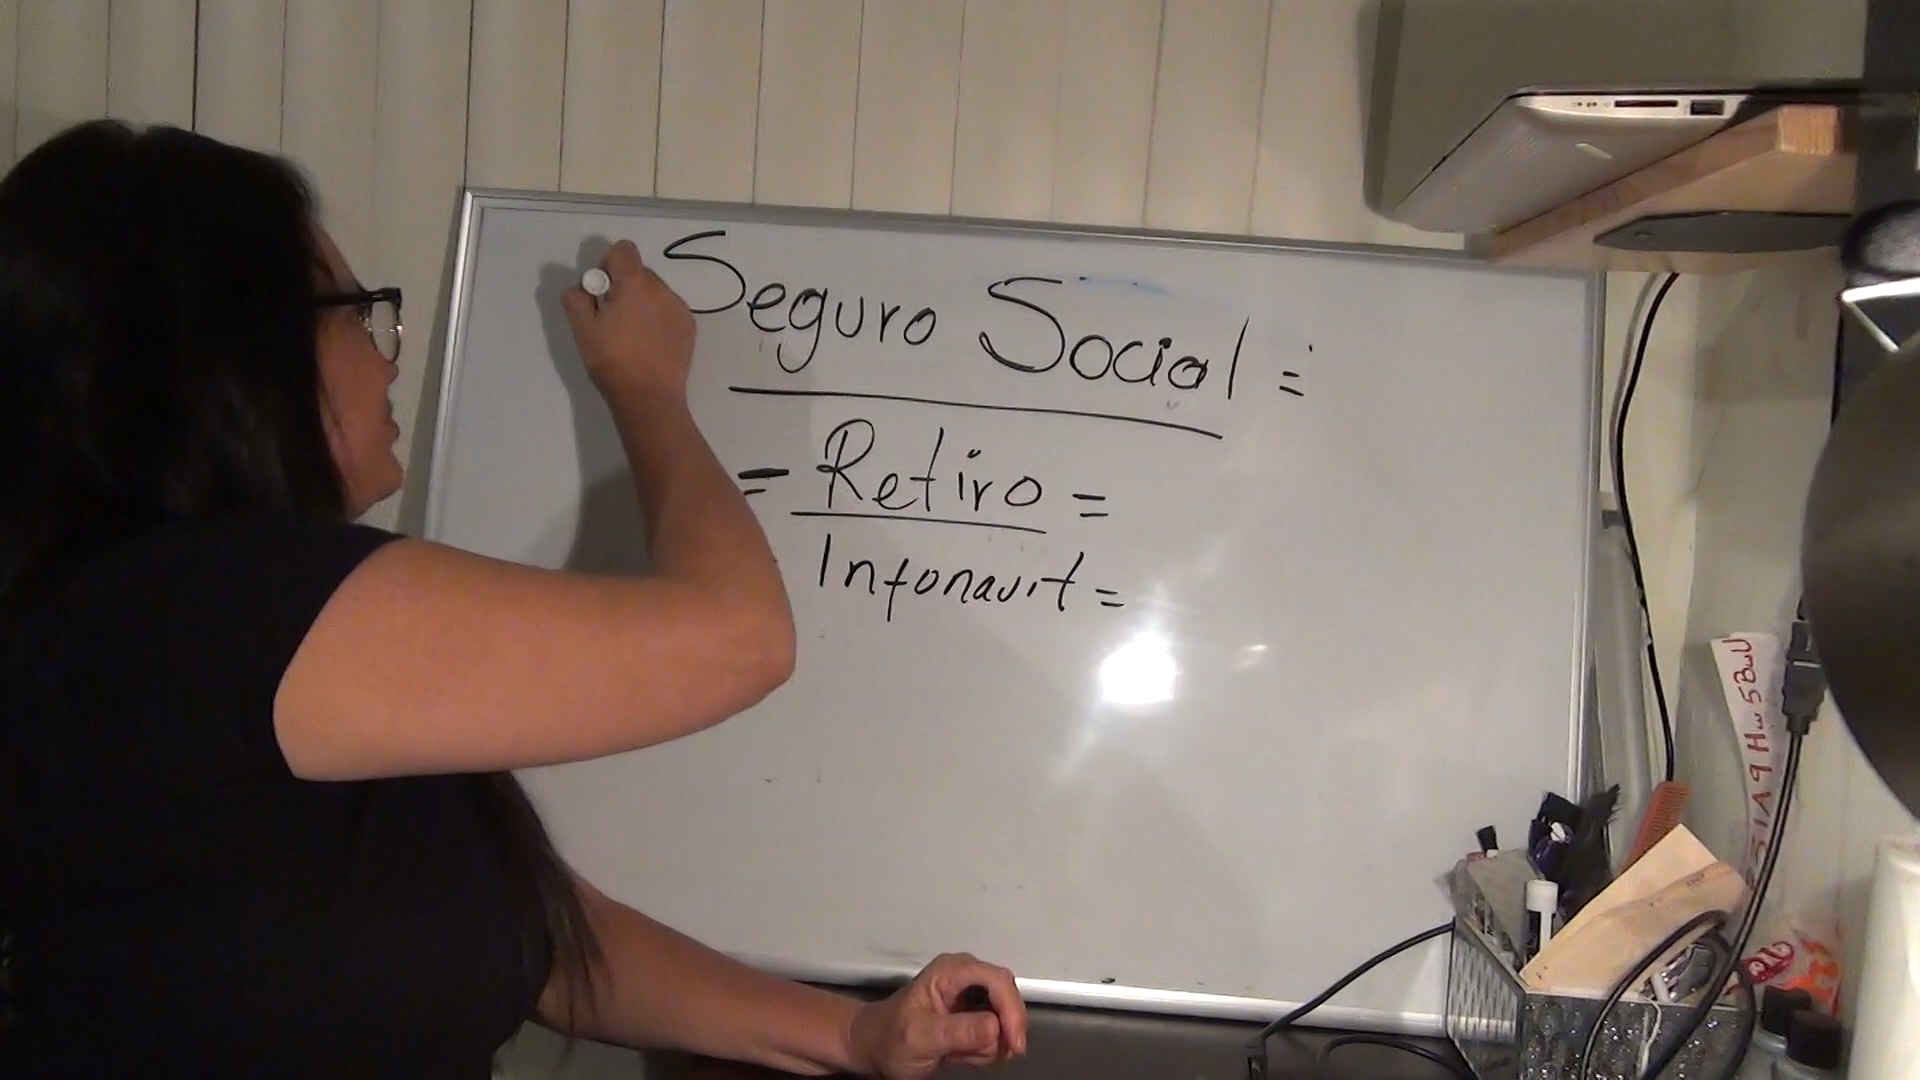 Seguro Social =
= Retiro =
Infonavit =